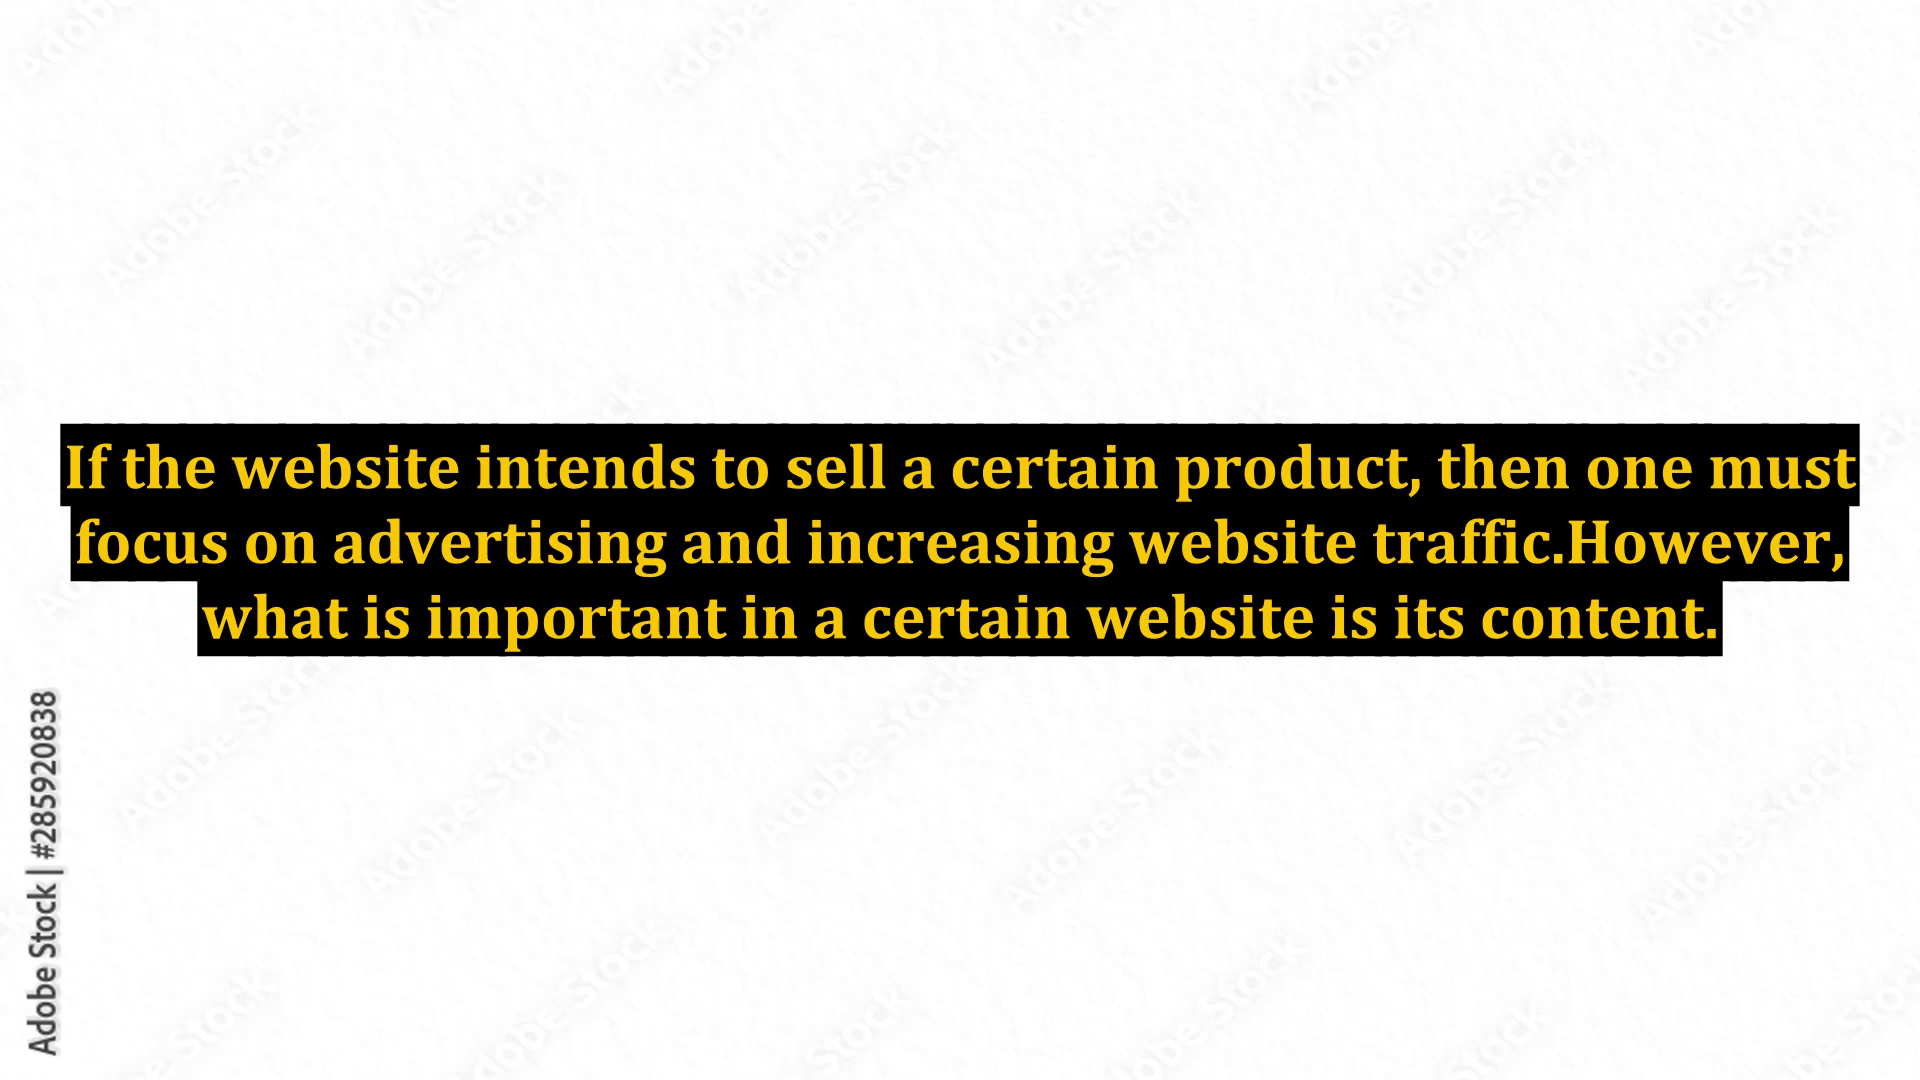 If the website intends to sell a certain product, then one must
focus on advertising and increasing website traffic.However,
what is important in a certain website is its content.
Adobe Stock | #285920838